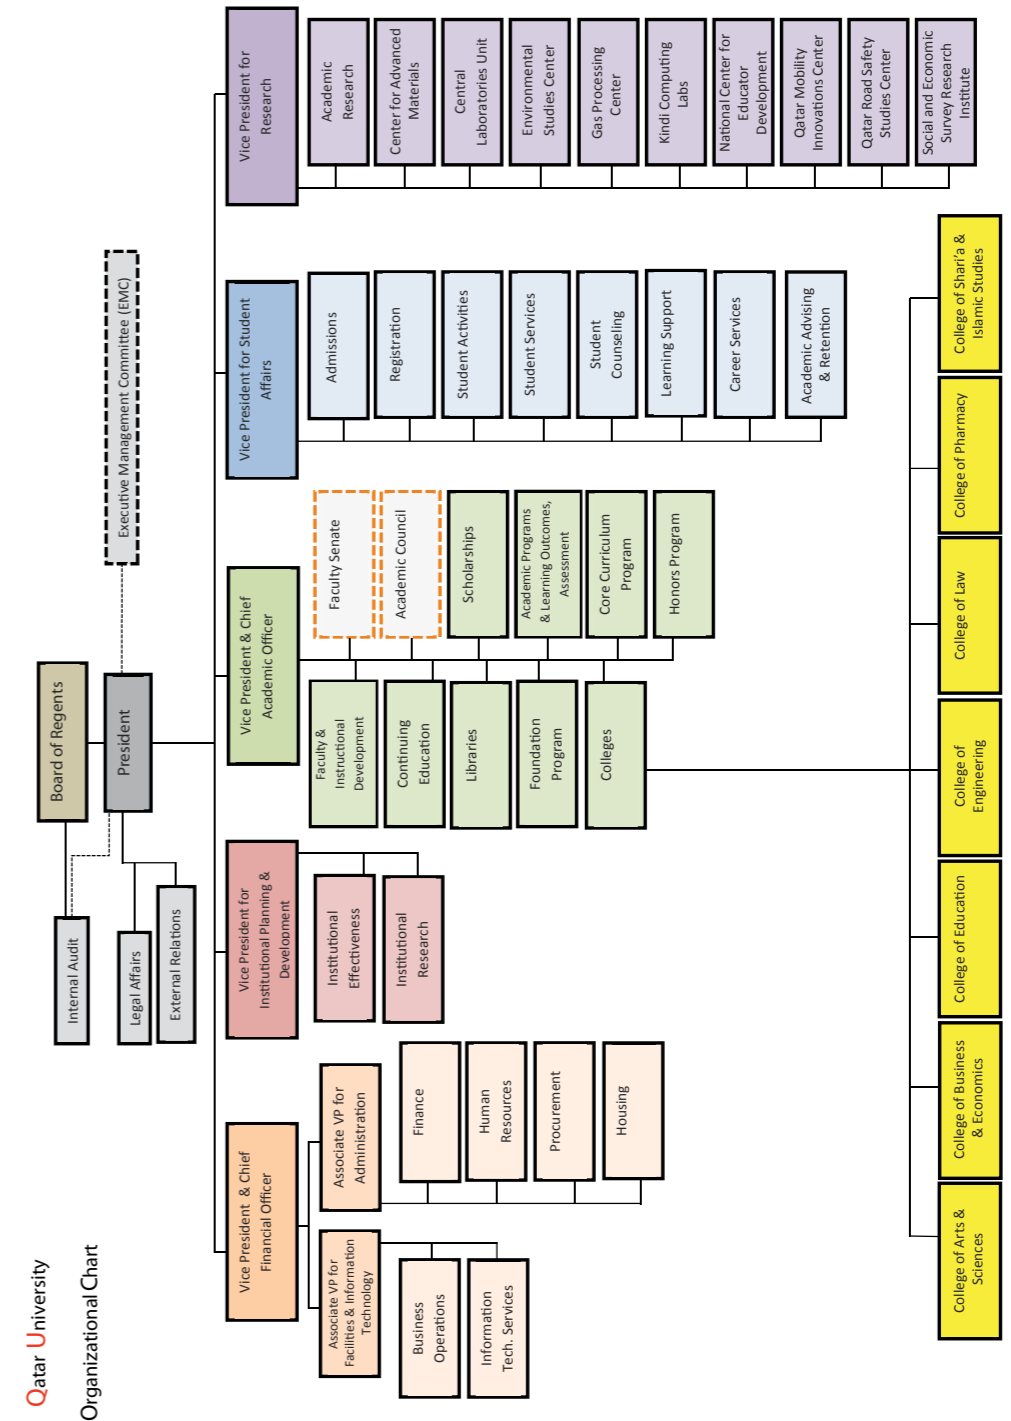 Qatar University
Organizational Chart
Board of Regents
President
Executive Management Committee (EMC)
Internal Audit
Legal Affairs
External Relations
Vice President & Chief
Financial Officer
Associate VP for
Facilities & Information
Technology
Business
Operations
Information
Tech. Services
Associate VP for
Administration
Finance
Human
Resources
Procurement
Housing
Vice President for
Institutional Planning &
Development
Institutional
Effectiveness
Institutional
Research
Vice President & Chief
Academic Officer
Faculty &
Instructional
Development
Continuing
Education
Libraries
Foundation
Program
Colleges
Faculty Senate
Academic Council
Scholarships
Academic Programs
& Learning Outcomes,
Assessment
Core Curriculum
Program
Honors Program
Vice President for Student
Affairs
Admissions
Registration
Student Activities
Student Services
Student
Counseling
Learning Support
Career Services
Academic Advising
& Retention
Vice President for
Research
Academic
Research
Center for Advanced
Materials
Central
Laboratories Unit
Environmental
Studies Center
Gas Processing
Center
Kindi Computing
Labs
National Center for
Educator
Development
Qatar Mobility
Innovations Center
Qatar Road Safety
Studies Center
Social and Economic
Survey Research
Institute
College of Arts &
Sciences
College of Business
& Economics
College of Education
College of
Engineering
College of Law
College of Pharmacy
College of Shari'a &
Islamic Studies